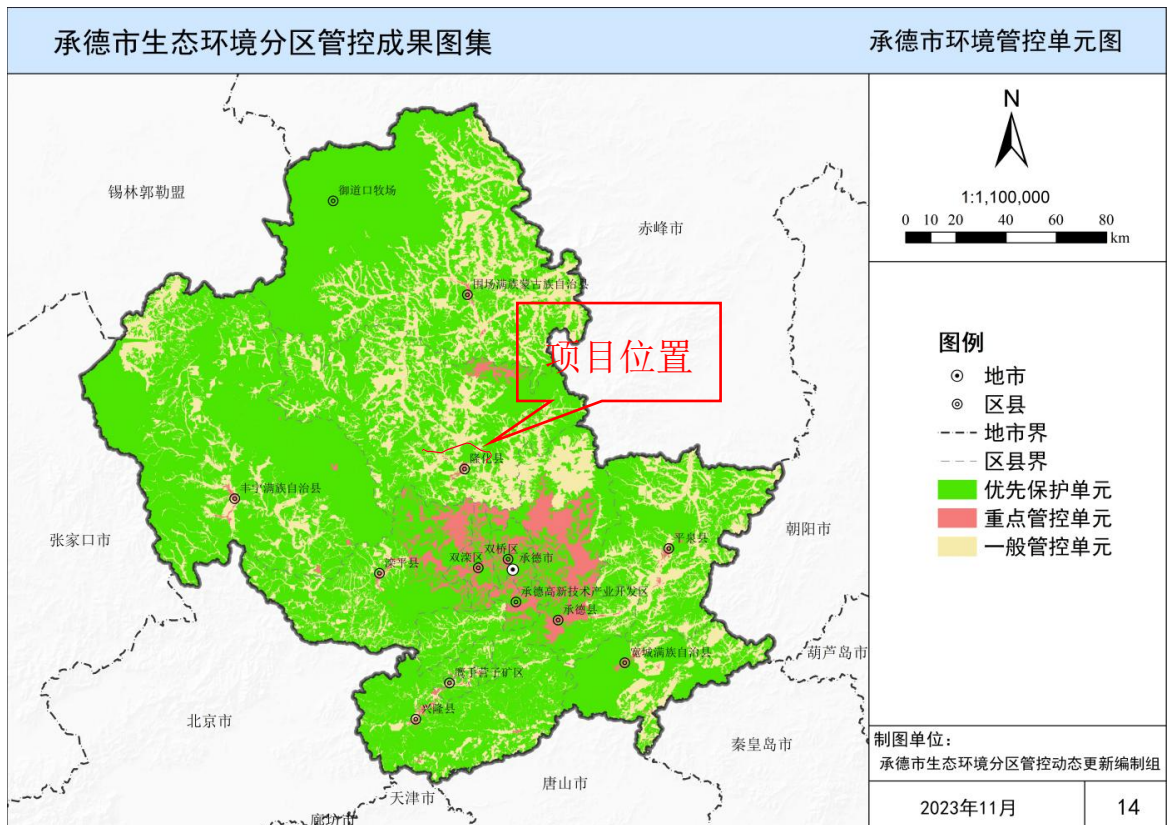 承德市生态环境分区管控成果图集
承德市环境管控单元图
N
1:1,100,000
0 10 20 40 60 80
km
锡林郭勒盟
御道口牧场
赤峰市
围场满族蒙古族自治县
项目位置
隆化县
丰宁满族自治县
张家口市
朝阳市
平泉县
双桥区
双滦区
承德市
滦平县
承德高新技术产业开发区
承德县
宽城满族自治县
葫芦岛市
鹰手营子矿区
兴隆县
北京市
秦皇岛市
唐山市
天津市
廊坊市
图例
地市
区县
地市界
区县界
优先保护单元
重点管控单元
一般管控单元
制图单位：
承德市生态环境分区管控动态更新编制组
2023年11月
14